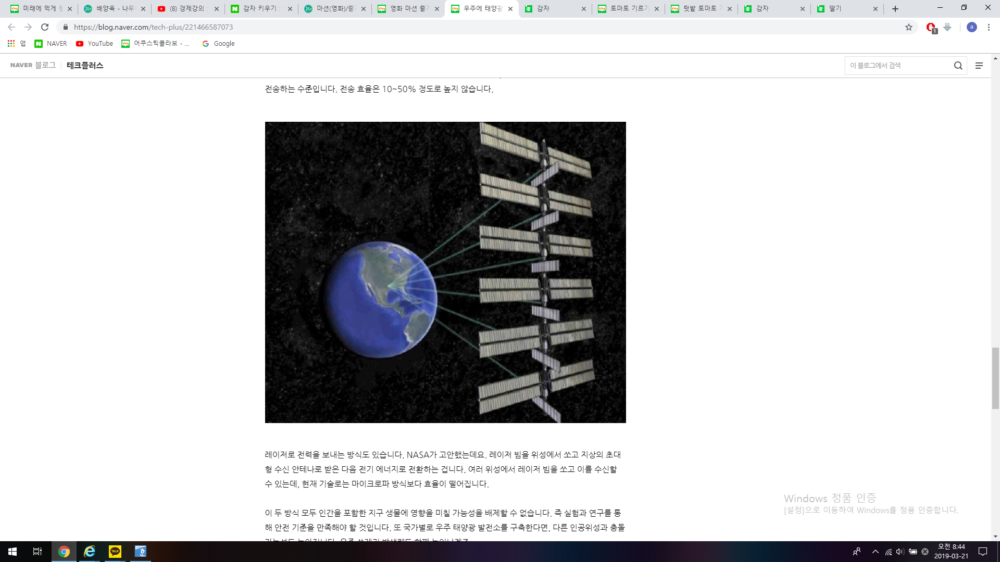 미래에 먹게 될
배양육 - 나무
(8) 경제강의
감자 키우기 :
마션(영화)/줄
영화 마션 줄
우주에 태양광
감자
토마토 기르기
텃밭 토마토
감자
딸기
https://blog.naver.com/tech-plus/221466587073
1
a
앱
NAVER
YouTube
어쿠스틱콜라보 - ...
Google
NAVER 블로그
테크플러스
이 블로그에서 검색
전송하는 수준입니다. 전송 효율은 10~50% 정도로 높지 않습니다.
레이저로 전력을 보내는 방식도 있습니다. NASA가 고안했는데요. 레이저 빔을 위성에서 쏘고 지상의 초대
형 수신 안테나로 받은 다음 전기 에너지로 전환하는 겁니다. 여러 위성에서 레이저 빔을 쏘고 이를 수신할
수 있는데, 현재 기술로는 마이크로파 방식보다 효율이 떨어집니다.
이 두 방식 모두 인간을 포함한 지구 생물에 영향을 미칠 가능성을 배제할 수 없습니다. 즉 실험과 연구를 통
해 안전 기준을 만족해야 할 것입니다. 또 국가별로 우주 태양광 발전소를 구축한다면, 다른 인공위성과 충돌
Windows 정품 인증
[설정]으로 이동하여 Windows를 정품 인증합니다.
TALK
오전 8:44
2019-03-21